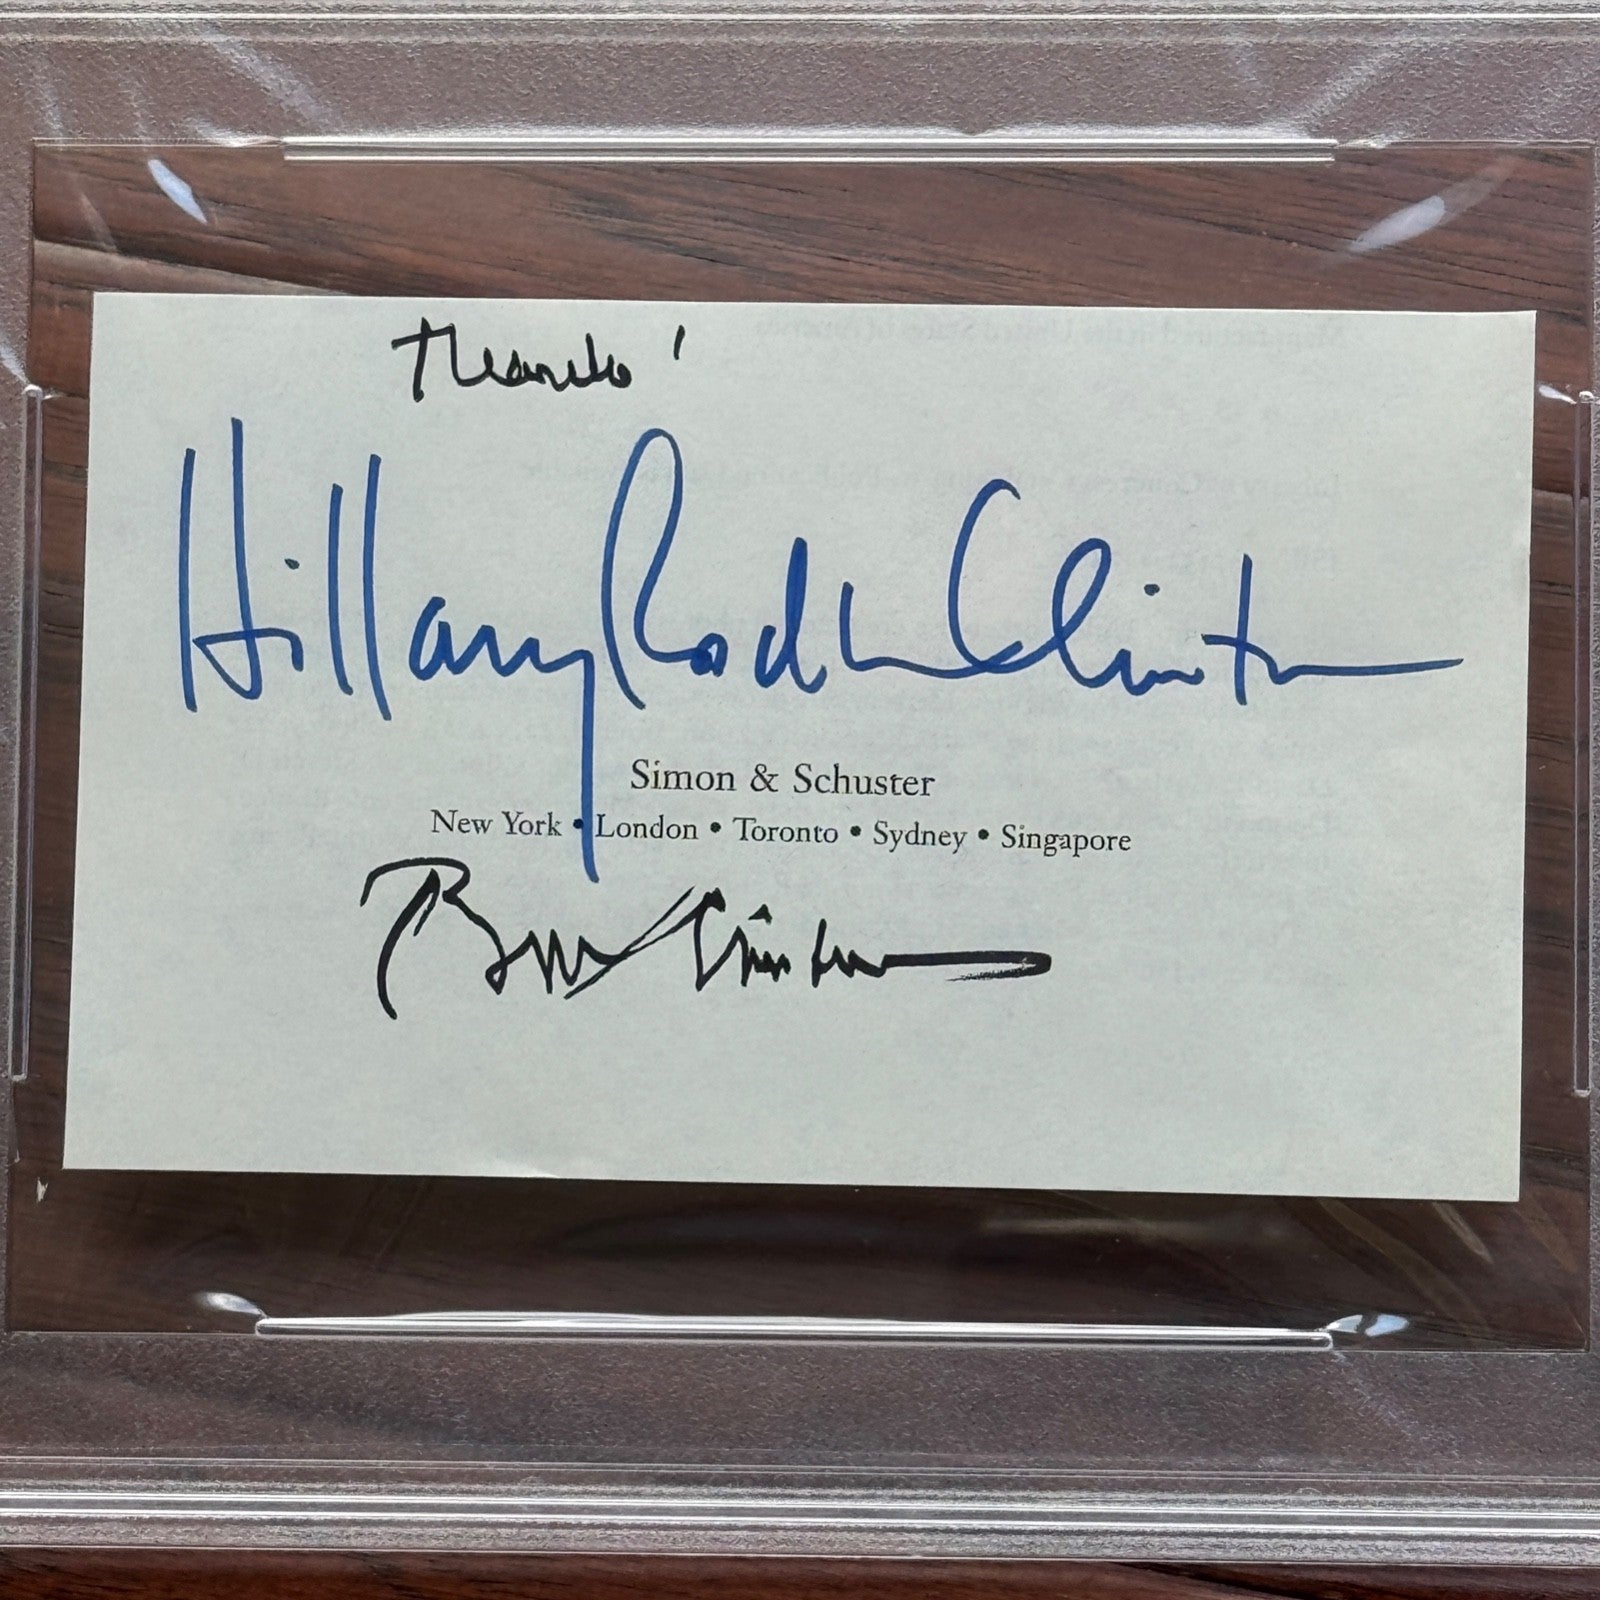 Thanks!
Hillary Rodham Clinton
Simon & Schuster
New York • London • Toronto • Sydney • Singapore
Bill Clinton